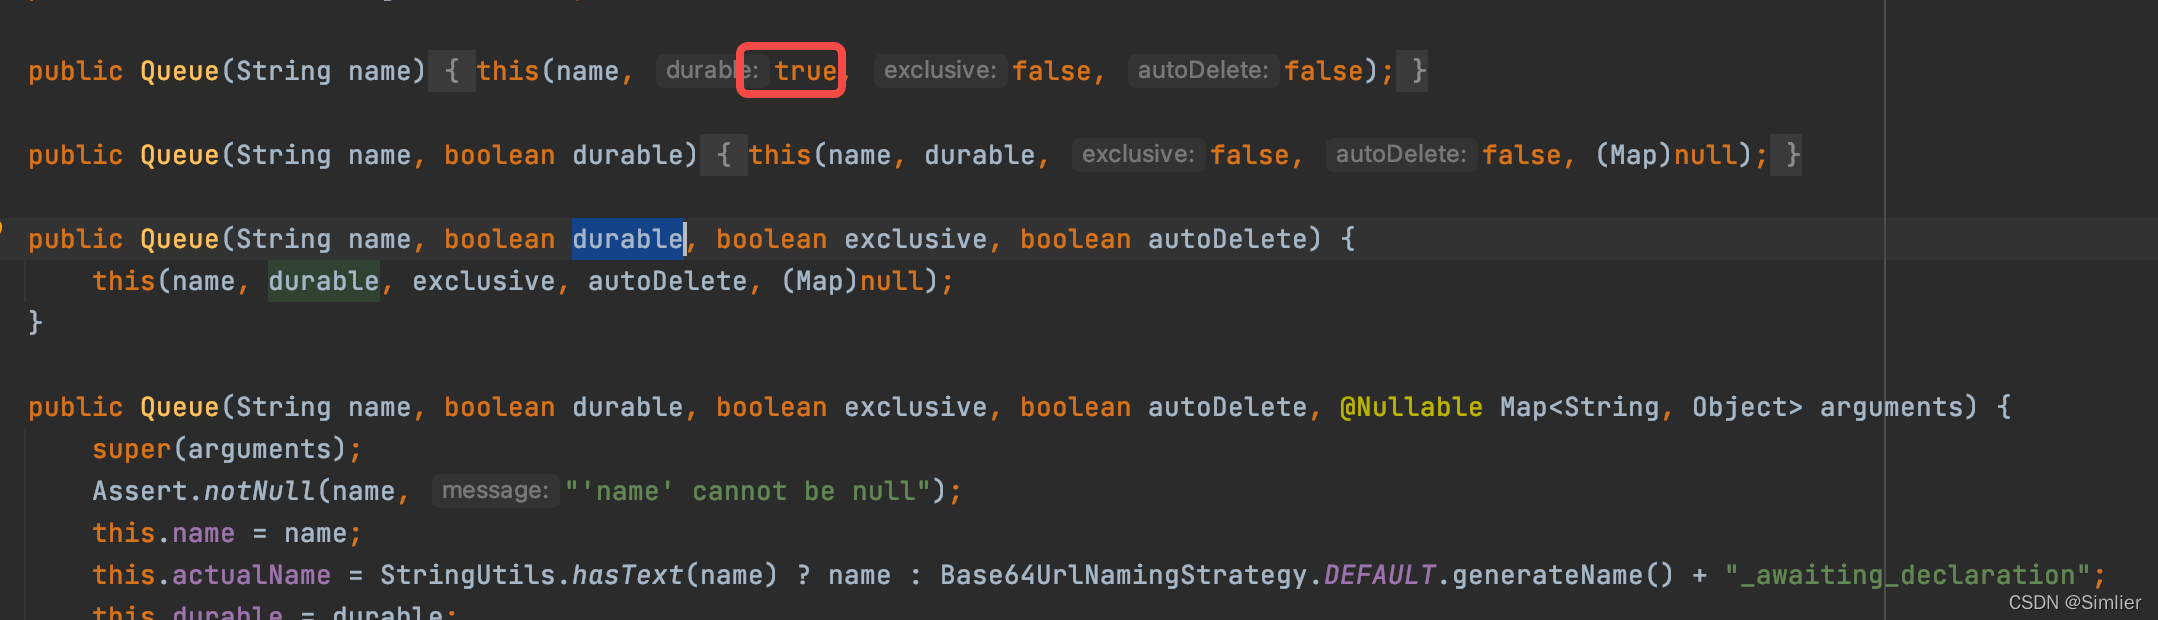 public Queue(String name) { this(name, durable: true, exclusive: false, autoDelete: false); }
public Queue(String name, boolean durable) { this(name, durable, exclusive: false, autoDelete: false, (Map)null); }
public Queue(String name, boolean durable, boolean exclusive, boolean autoDelete) {
this(name, durable, exclusive, autoDelete, (Map)null);
}
public Queue(String name, boolean durable, boolean exclusive, boolean autoDelete, @Nullable Map<String, Object> arguments) {
super(arguments);
Assert.notNull(name, message: "'name' cannot be null");
this.name = name;
this.actualName = StringUtils.hasText(name) ? name : Base64UrlNamingStrategy.DEFAULT.generateName() + "_awaiting_declaration";
this.durable = durable;
CSDN @Simlier